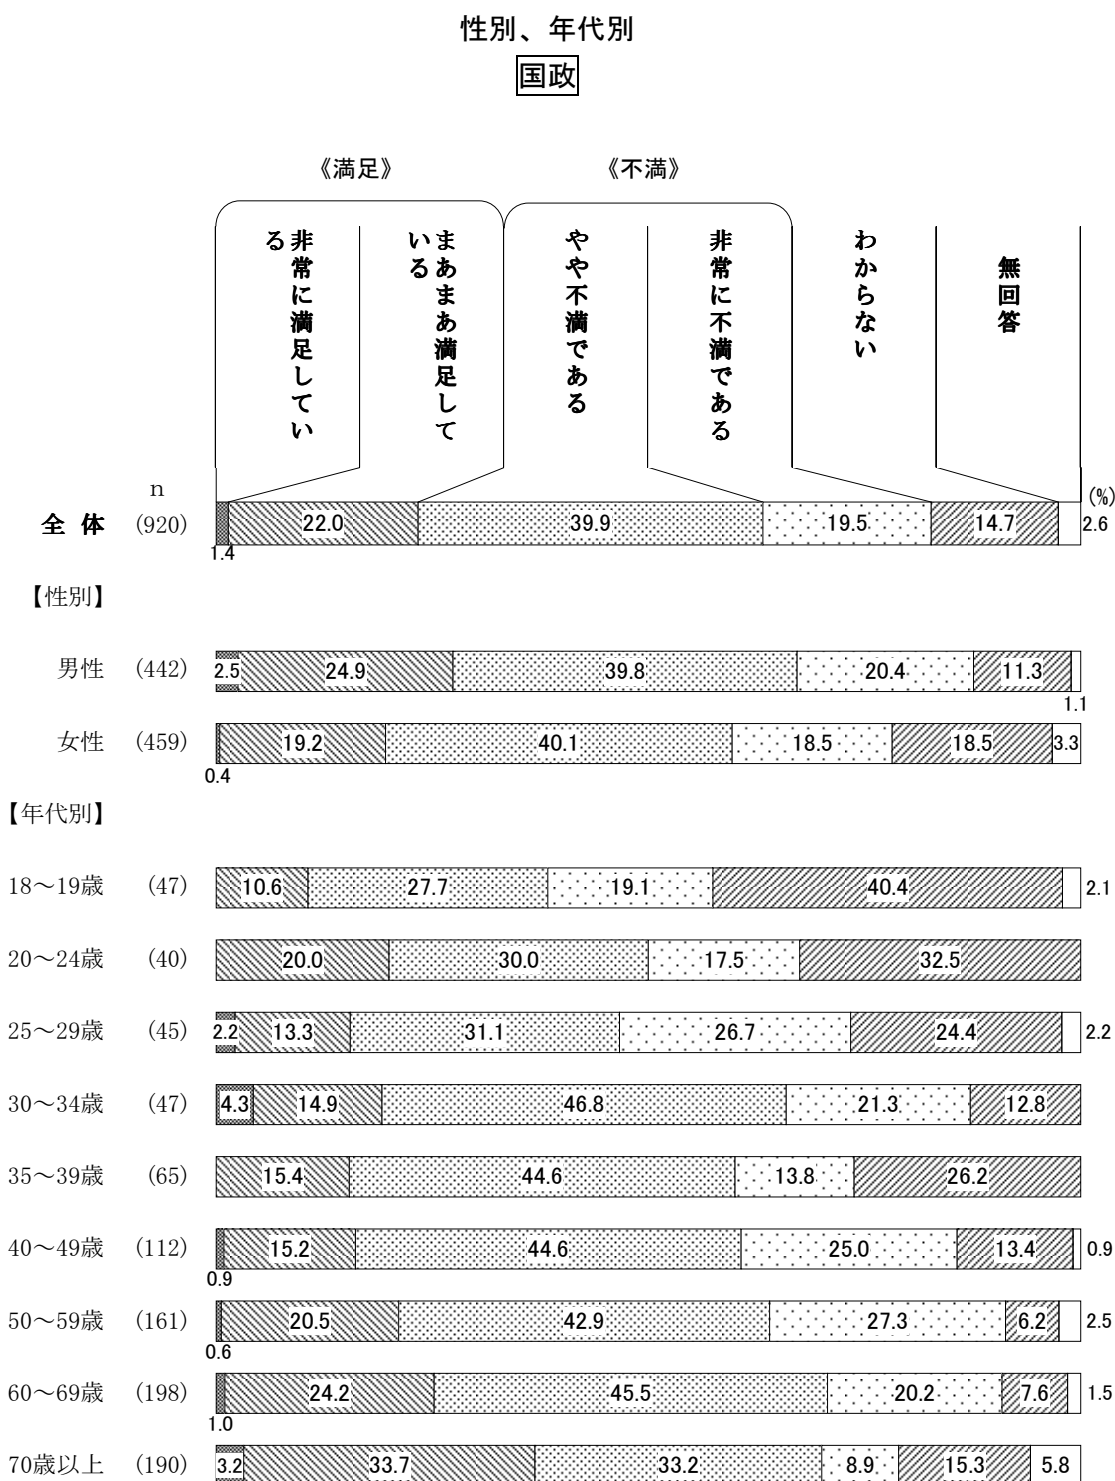 性別、年代別
国政
《満足》 《不満》
非常に満足している
まあまあ満足している
やや不満である
非常に不満である
わからない
無回答
n (%)
全 体 (920) 1.4 22.0 39.9 19.5 14.7 2.6
【性別】
男性 (442) 2.5 24.9 39.8 20.4 11.3 1.1
女性 (459) 0.4 19.2 40.1 18.5 18.5 3.3
【年代別】
18～19歳 (47) 10.6 27.7 19.1 40.4 2.1
20～24歳 (40) 20.0 30.0 17.5 32.5
25～29歳 (45) 2.2 13.3 31.1 26.7 24.4 2.2
30～34歳 (47) 4.3 14.9 46.8 21.3 12.8
35～39歳 (65) 15.4 44.6 13.8 26.2
40～49歳 (112) 0.9 15.2 44.6 25.0 13.4 0.9
50～59歳 (161) 0.6 20.5 42.9 27.3 6.2 2.5
60～69歳 (198) 1.0 24.2 45.5 20.2 7.6 1.5
70歳以上 (190) 3.2 33.7 33.2 8.9 15.3 5.8